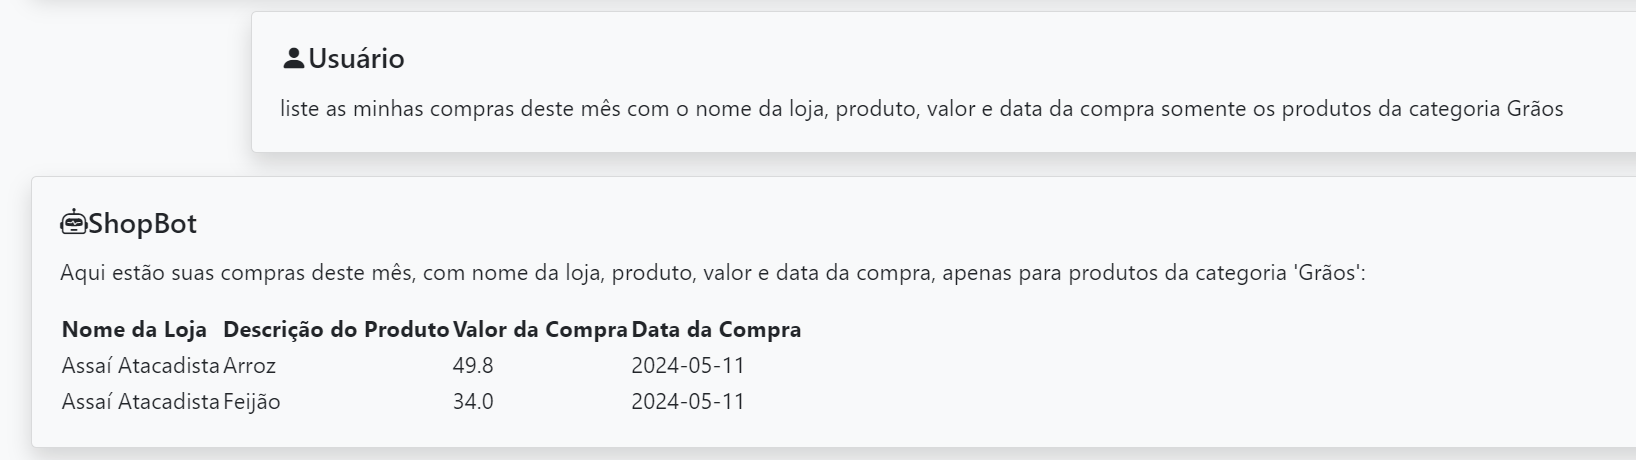 Usuário
liste as minhas compras deste mês com o nome da loja, produto, valor e data da compra somente os produtos da categoria Grãos
ShopBot
Aqui estão suas compras deste mês, com nome da loja, produto, valor e data da compra, apenas para produtos da categoria 'Grãos':
Nome da Loja Descrição do Produto Valor da Compra Data da Compra
Assaí Atacadista Arroz 49.8 2024-05-11
Assaí Atacadista Feijão 34.0 2024-05-11